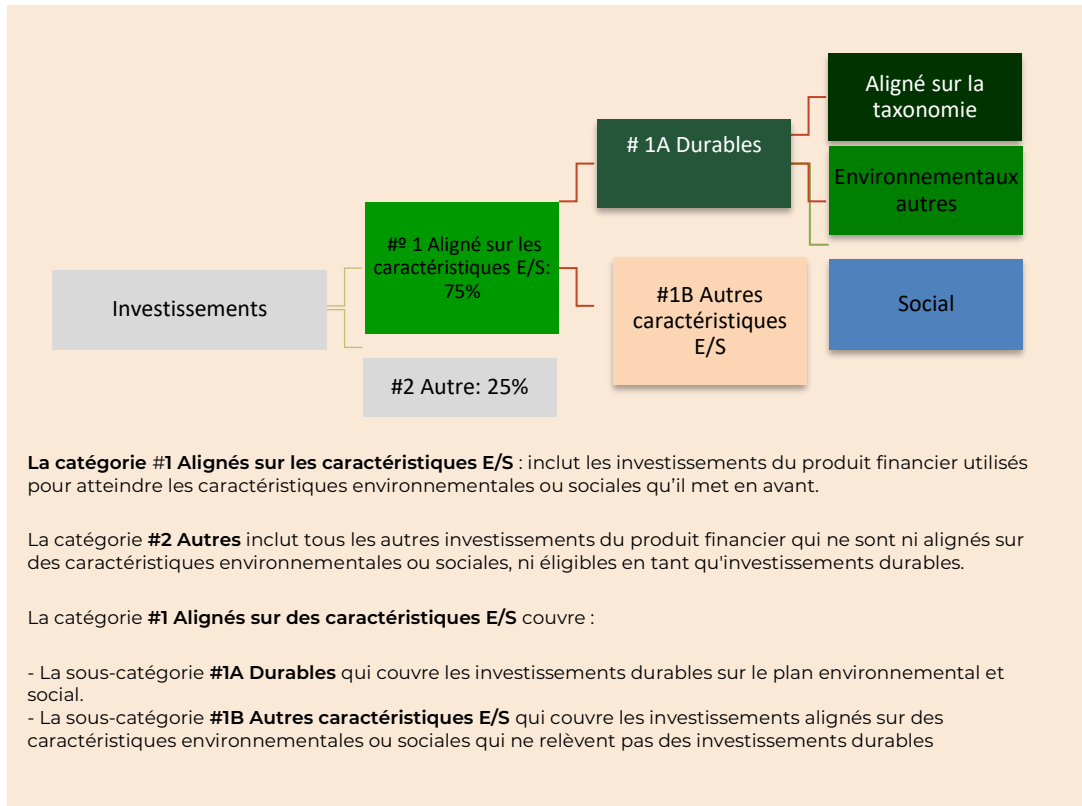 Aligné sur la
taxonomie
# 1A Durables
Environnementaux
autres
#º 1 Aligné sur les
caractéristiques E/S:
75%
Investissements
#1B Autres
caractéristiques
E/S
Social
#2 Autre: 25%
La catégorie #1 Alignés sur les caractéristiques E/S : inclut les investissements du produit financier utilisés
pour atteindre les caractéristiques environnementales ou sociales qu'il met en avant.
La catégorie #2 Autres inclut tous les autres investissements du produit financier qui ne sont ni alignés sur
des caractéristiques environnementales ou sociales, ni éligibles en tant qu'investissements durables.
La catégorie #1 Alignés sur des caractéristiques E/S couvre :
- La sous-catégorie #1A Durables qui couvre les investissements durables sur le plan environnemental et
social.
- La sous-catégorie #1B Autres caractéristiques E/S qui couvre les investissements alignés sur des
caractéristiques environnementales ou sociales qui ne relèvent pas des investissements durables